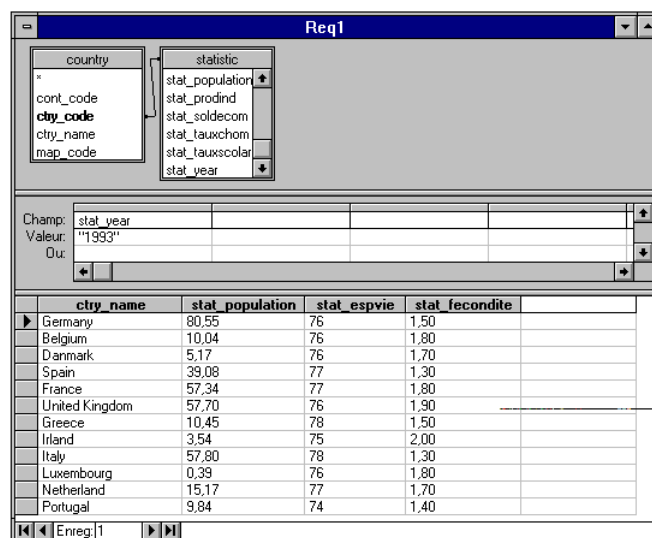 Req1
country
*
cont_code
ctry_code
ctry_name
map_code
statistic
stat_population
stat_prodind
stat_soldecom
stat_tauxchom
stat_tauxscolar
stat_year
Champ: stat_year
Valeur: "1993"
Ou:
ctry_name stat_population stat_espvie stat_fecondite
Germany 80,55 76 1,50
Belgium 10,04 76 1,80
Danmark 5,17 76 1,70
Spain 39,08 77 1,30
France 57,34 77 1,80
United Kingdom 57,70 76 1,90
Greece 10,45 78 1,50
Irland 3,54 75 2,00
Italy 57,80 78 1,30
Luxembourg 0,39 76 1,80
Netherland 15,17 77 1,70
Portugal 9,84 74 1,40
Enreg: 1